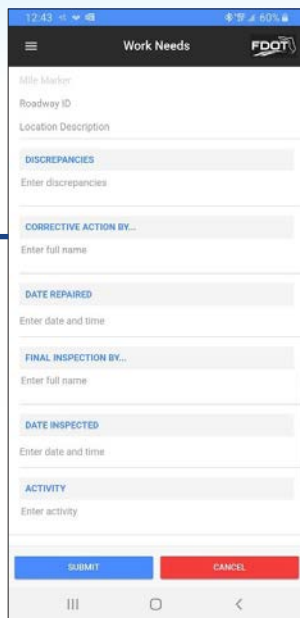 12:43
60%
Work Needs
FDOT
Mile Marker
Roadway ID
Location Description
DISCREPANCIES
Enter discrepancies
CORRECTIVE ACTION BY...
Enter full name
DATE REPAIRED
Enter date and time
FINAL INSPECTION BY...
Enter full name
DATE INSPECTED
Enter date and time
ACTIVITY
Enter activity
SUBMIT
CANCEL